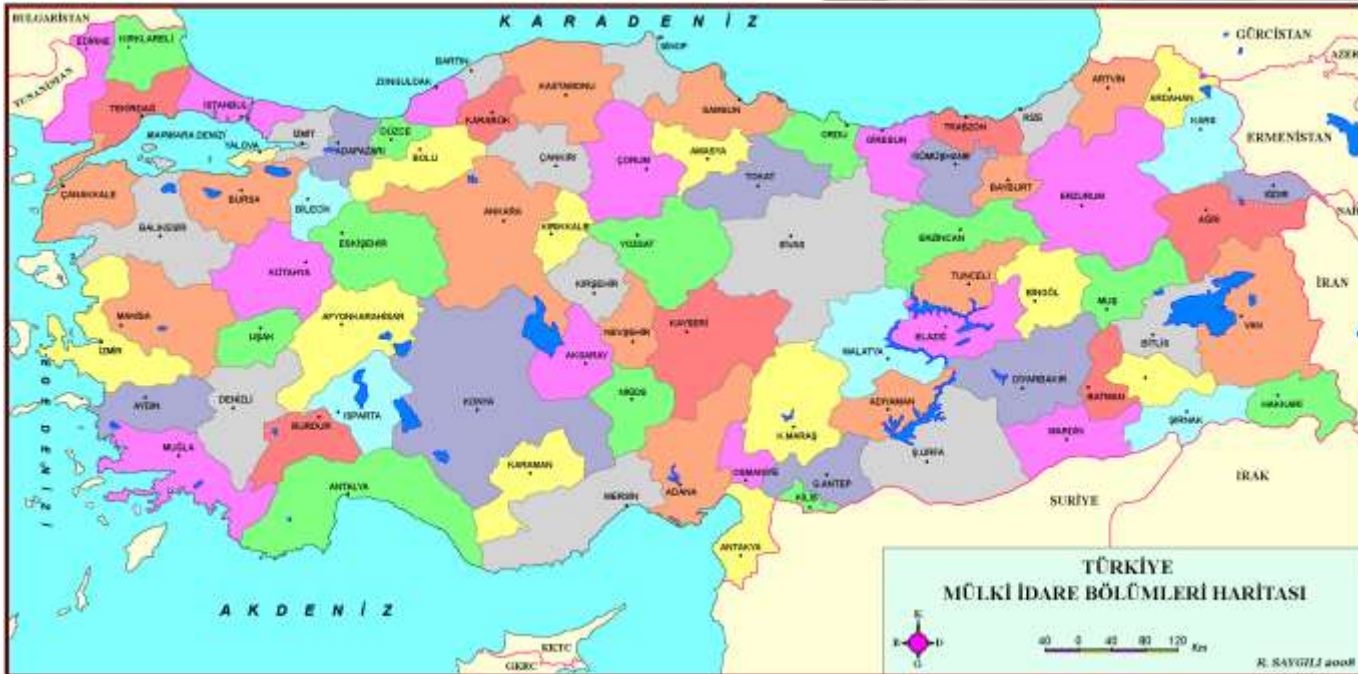 BULGARİSTAN
K A R A D E N İ Z
GÜRCİSTAN
EDİRNE
KIRKLARELİ
SİNOP
BARTIN
ZONGULDAK
KASTAMONU
ARTVİN
AZER
YUNANİSTAN
TEKİRDAĞ
İSTANBUL
KARABÜK
SAMSUN
ARDAHAN
MARMARA DENİZİ
İZMİT
DÜZCE
ORDU
GİRESUN
TRABZON
RİZE
KARS
ERMENİSTAN
YALOVA
ADAPAZARI
BOLU
ÇANKIRI
ÇORUM
AMASYA
GÜMÜŞHANE
TOKAT
BAYBURT
IĞDIR
ÇANAKKALE
BURSA
BİLECİK
ANKARA
ERZURUM
AĞRI
NAH
BALIKESİR
ESKİŞEHİR
KIRIKKALE
YOZGAT
SİVAS
ERZİNCAN
KÜTAHYA
TUNCELİ
İRAN
KIRŞEHİR
BİNGÖL
MUŞ
MANİSA
AFYONKARAHİSAR
UŞAK
NEVŞEHİR
KAYSERİ
ELAZIĞ
VAN
BİTLİS
İZMİR
AKSARAY
MALATYA
DİYARBAKIR
AYDIN
DENİZLİ
ISPARTA
KONYA
NİĞDE
ADIYAMAN
BATMAN
HAKKARİ
BURDUR
ŞIRNAK
MUĞLA
K.MARAŞ
MARDİN
KARAMAN
OSMANİYE
G.ANTEP
Ş.URFA
IRAK
ANTALYA
MERSİN
ADANA
KİLİS
SURİYE
ANTAKYA
A K D E N İ Z
TÜRKİYE
MÜLKİ İDARE BÖLÜMLERİ HARİTASI
K
B D
G
40 0 40 80 120 Km
KKTC
GKRC
R. SAYGILI 2008